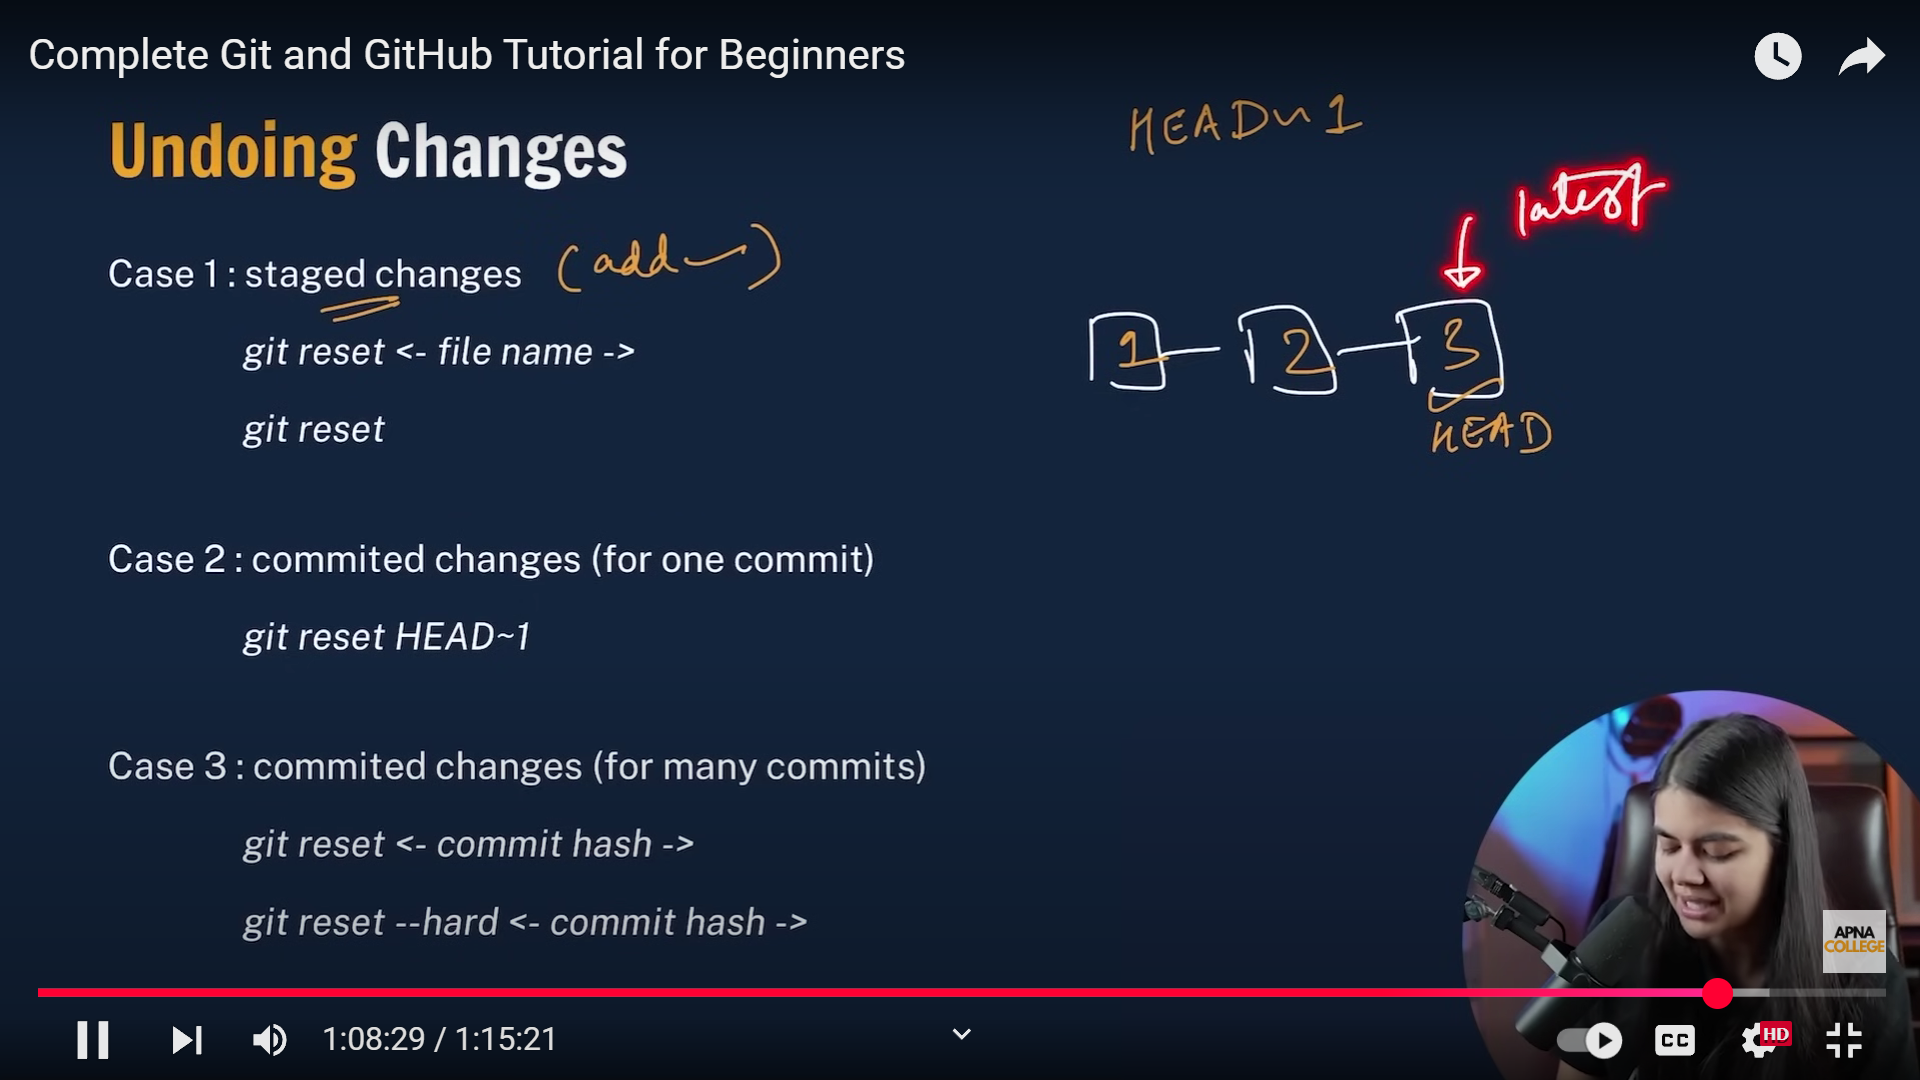 Complete Git and GitHub Tutorial for Beginners
HEAD~1
Undoing Changes
latest
Case 1 : staged changes (add )
1 2 3
git reset <- file name ->
HEAD
git reset
Case 2 : commited changes (for one commit)
git reset HEAD~1
Case 3 : commited changes (for many commits)
git reset <- commit hash ->
git reset --hard <- commit hash ->
APNA
COLLEGE
1:08:29 / 1:15:21
CC
HD